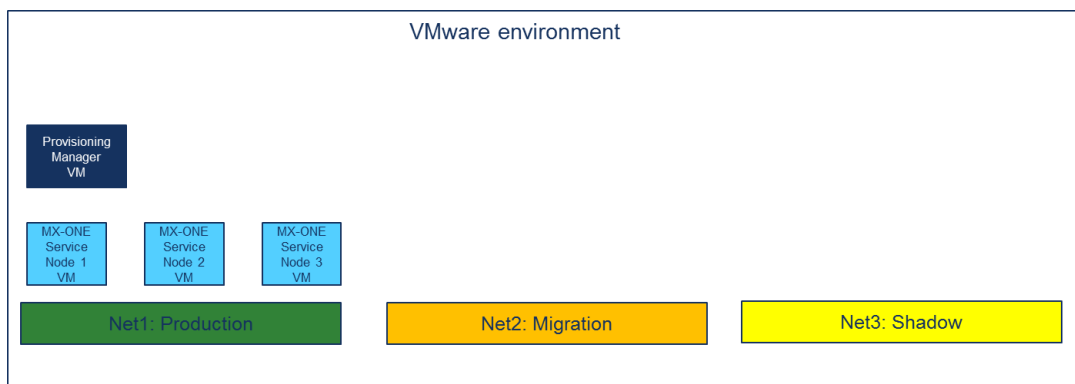 VMware environment
Provisioning
Manager
VM
MX-ONE
Service
Node 1
VM
MX-ONE
Service
Node 2
VM
MX-ONE
Service
Node 3
VM
Net1: Production
Net2: Migration
Net3: Shadow